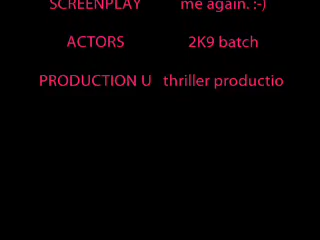 SCREENPLAY me again. :-)
ACTORS 2K9 batch
PRODUCTION U thriller productio